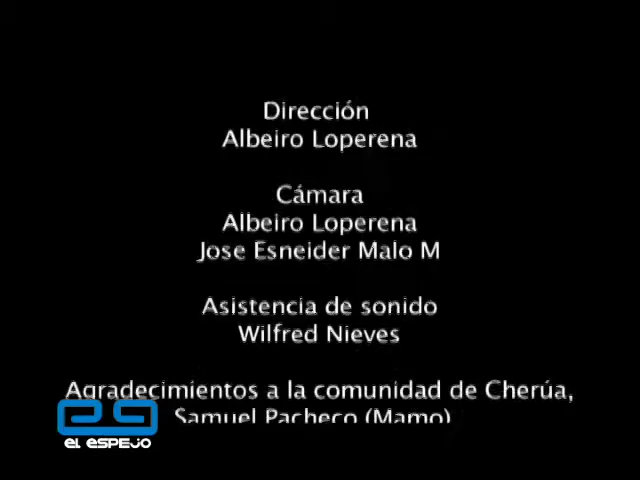 Dirección
Albeiro Loperena
Cámara
Albeiro Loperena
Jose Esneider Malo M
Asistencia de sonido
Wilfred Nieves
Agradecimientos a la comunidad de Cherúa,
Samuel Pacheco (Mamo)
EL ESPEJO